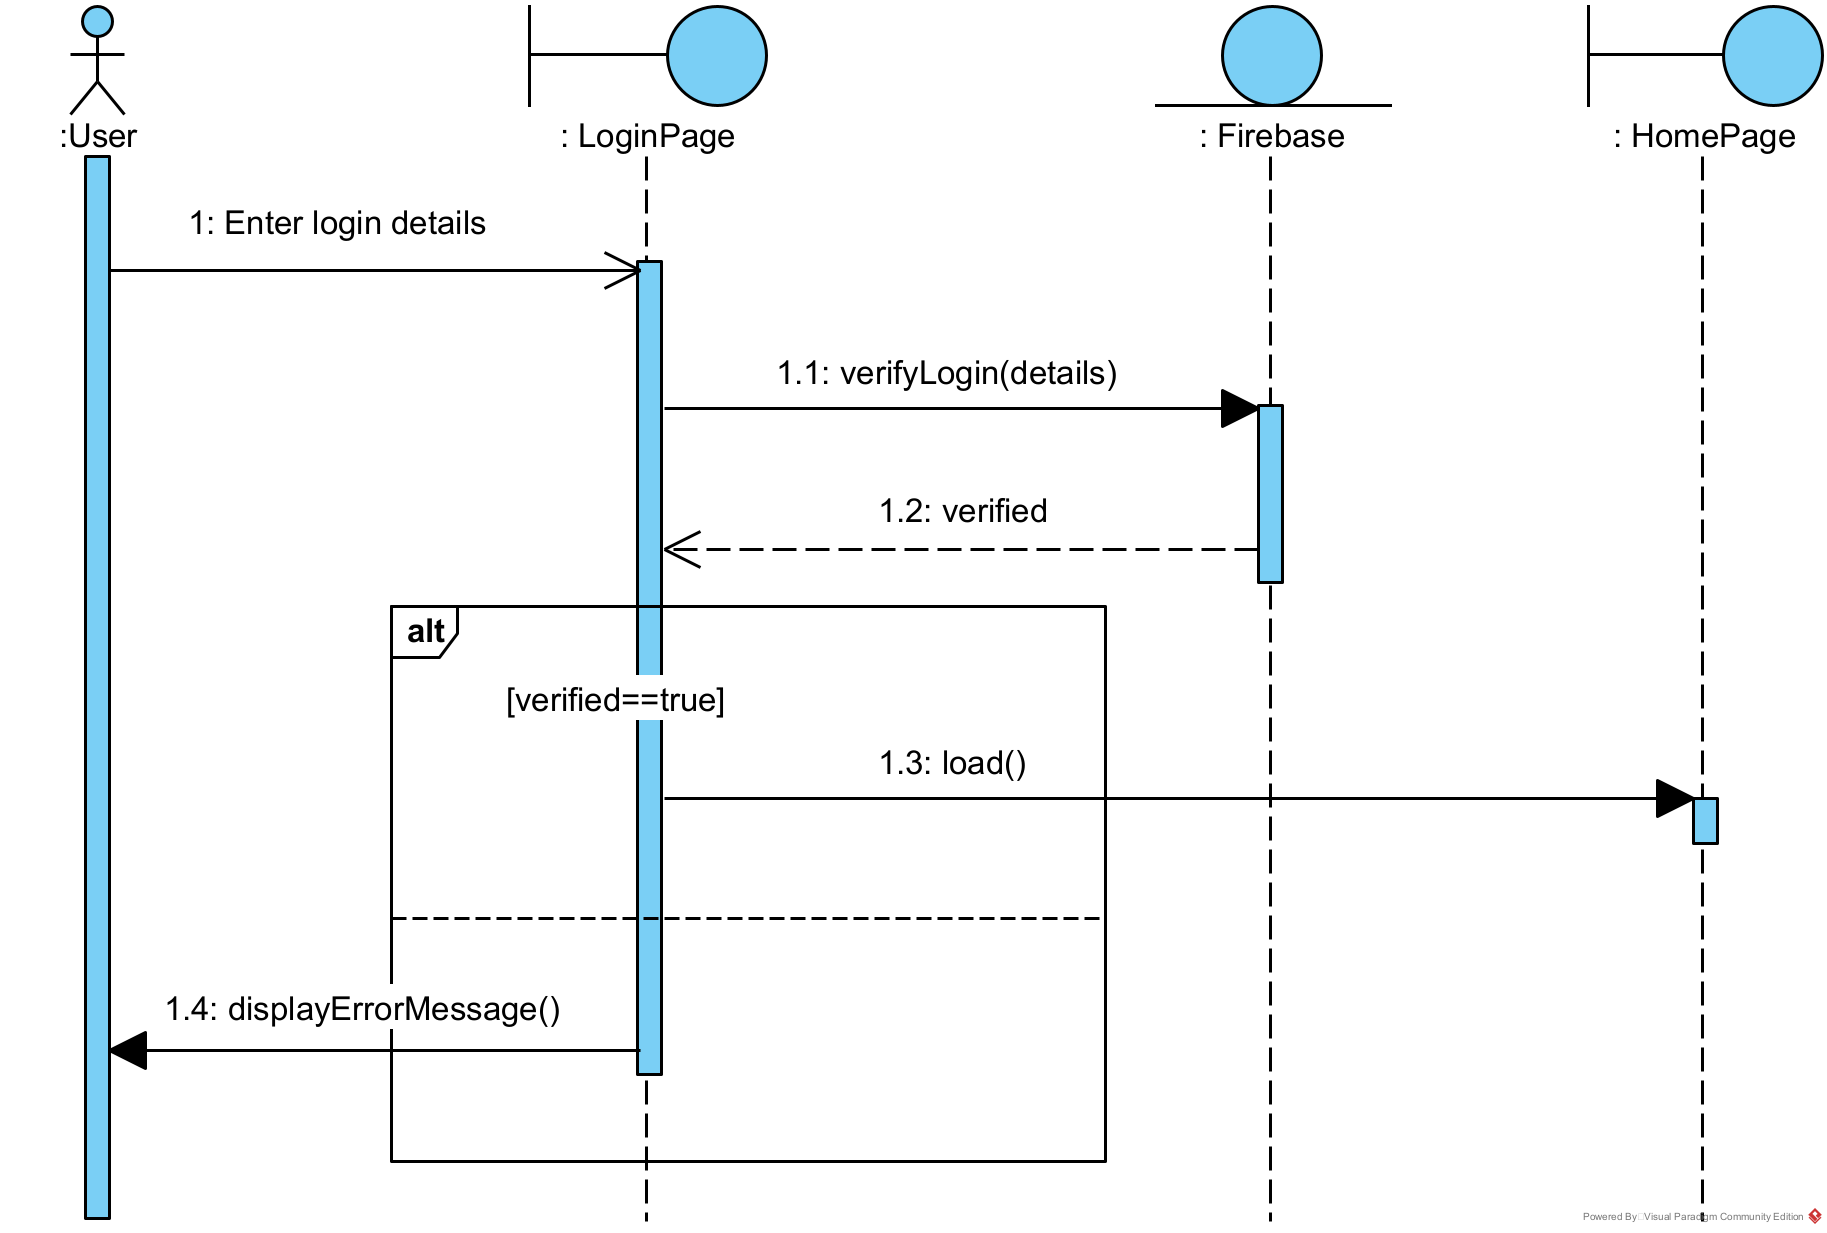 :User
: LoginPage
: Firebase
: HomePage
1: Enter login details
1.1: verifyLogin(details)
1.2: verified
alt
[verified==true]
1.3: load()
1.4: displayErrorMessage()
Powered By Visual Paradigm Community Edition